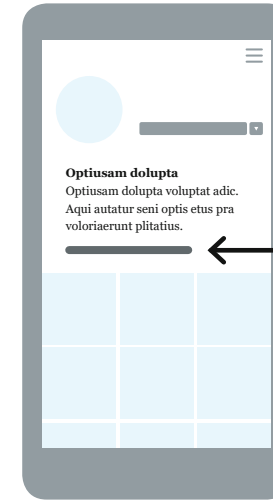 Optiusam dolupta
Optiusam dolupta voluptat adic.
Aqui autatur seni optis etus pra
voloriaerunt plitatius.